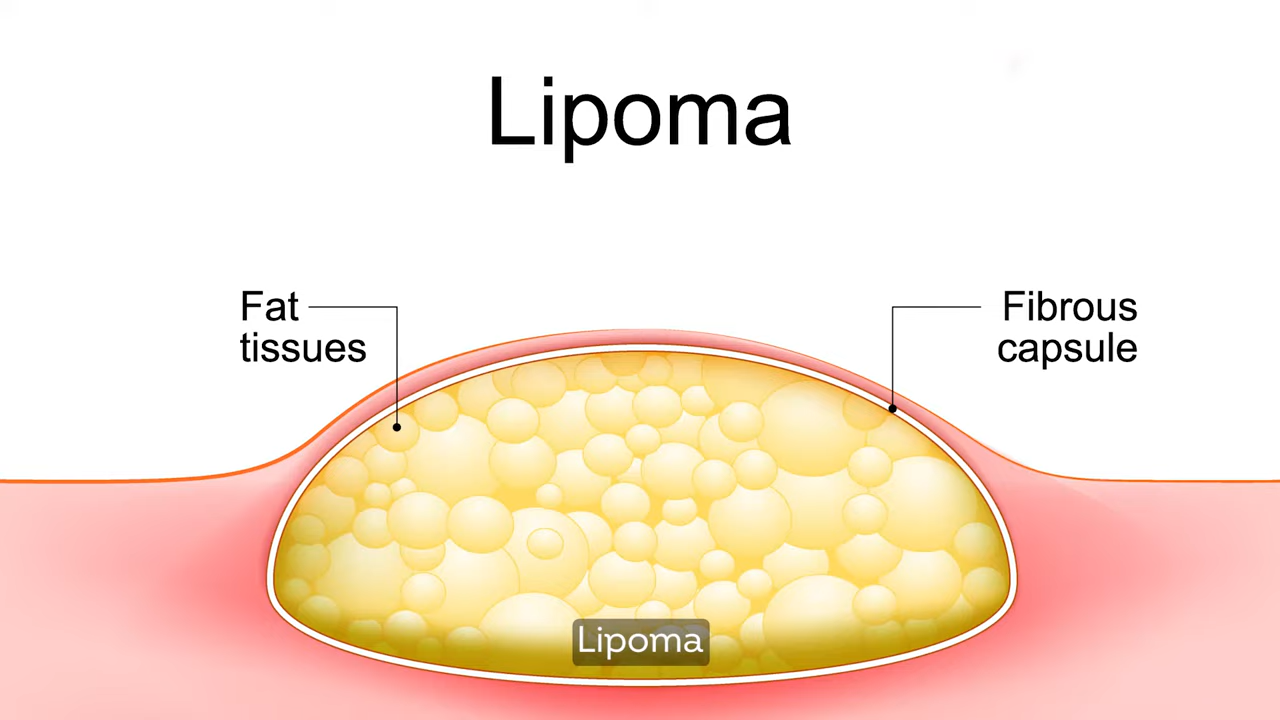 Lipoma
Fat
tissues
Fibrous
capsule
Lipoma